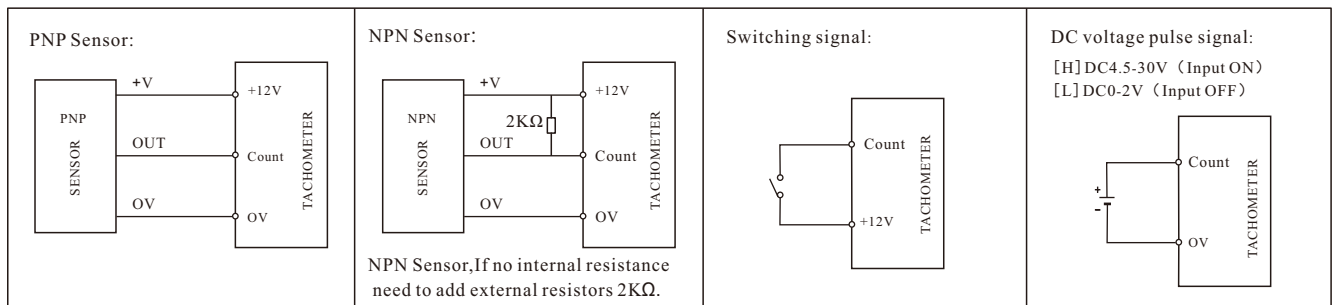 PNP Sensor:
+V
+12V
PNP
SENSOR
OUT
Count
TACHOMETER
OV
OV
NPN Sensor:
+V
+12V
2KΩ
NPN
SENSOR
OUT
Count
TACHOMETER
OV
OV
NPN Sensor,If no internal resistance
need to add external resistors 2KΩ.
Switching signal:
Count
TACHOMETER
+12V
DC voltage pulse signal:
[H]DC4.5-30V（Input ON）
[L]DC0-2V（Input OFF）
Count
TACHOMETER
+
-
OV